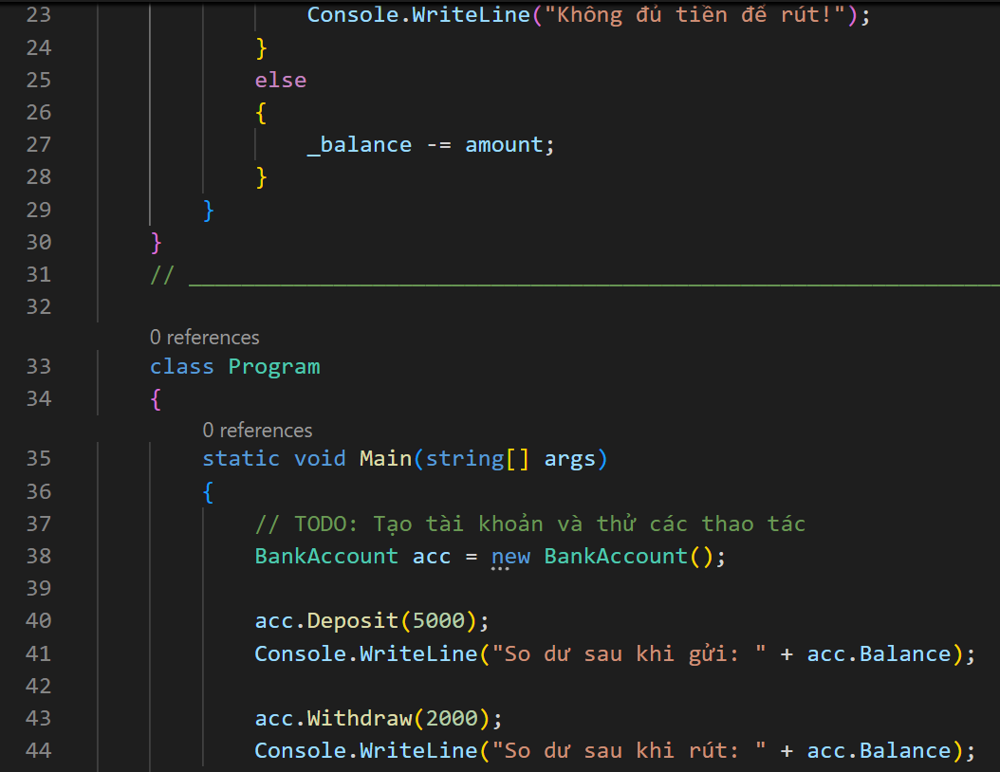 23 Console.WriteLine("Không đủ tiền để rút!");
24 }
25 else
26 {
27 _balance -= amount;
28 }
29 }
30 }
31 // ______________________________________________________________
32
0 references
33 class Program
34 {
0 references
35 static void Main(string[] args)
36 {
37 // TODO: Tạo tài khoản và thử các thao tác
38 BankAccount acc = new BankAccount();
39
40 acc.Deposit(5000);
41 Console.WriteLine("So dư sau khi gửi: " + acc.Balance);
42
43 acc.Withdraw(2000);
44 Console.WriteLine("So dư sau khi rút: " + acc.Balance);